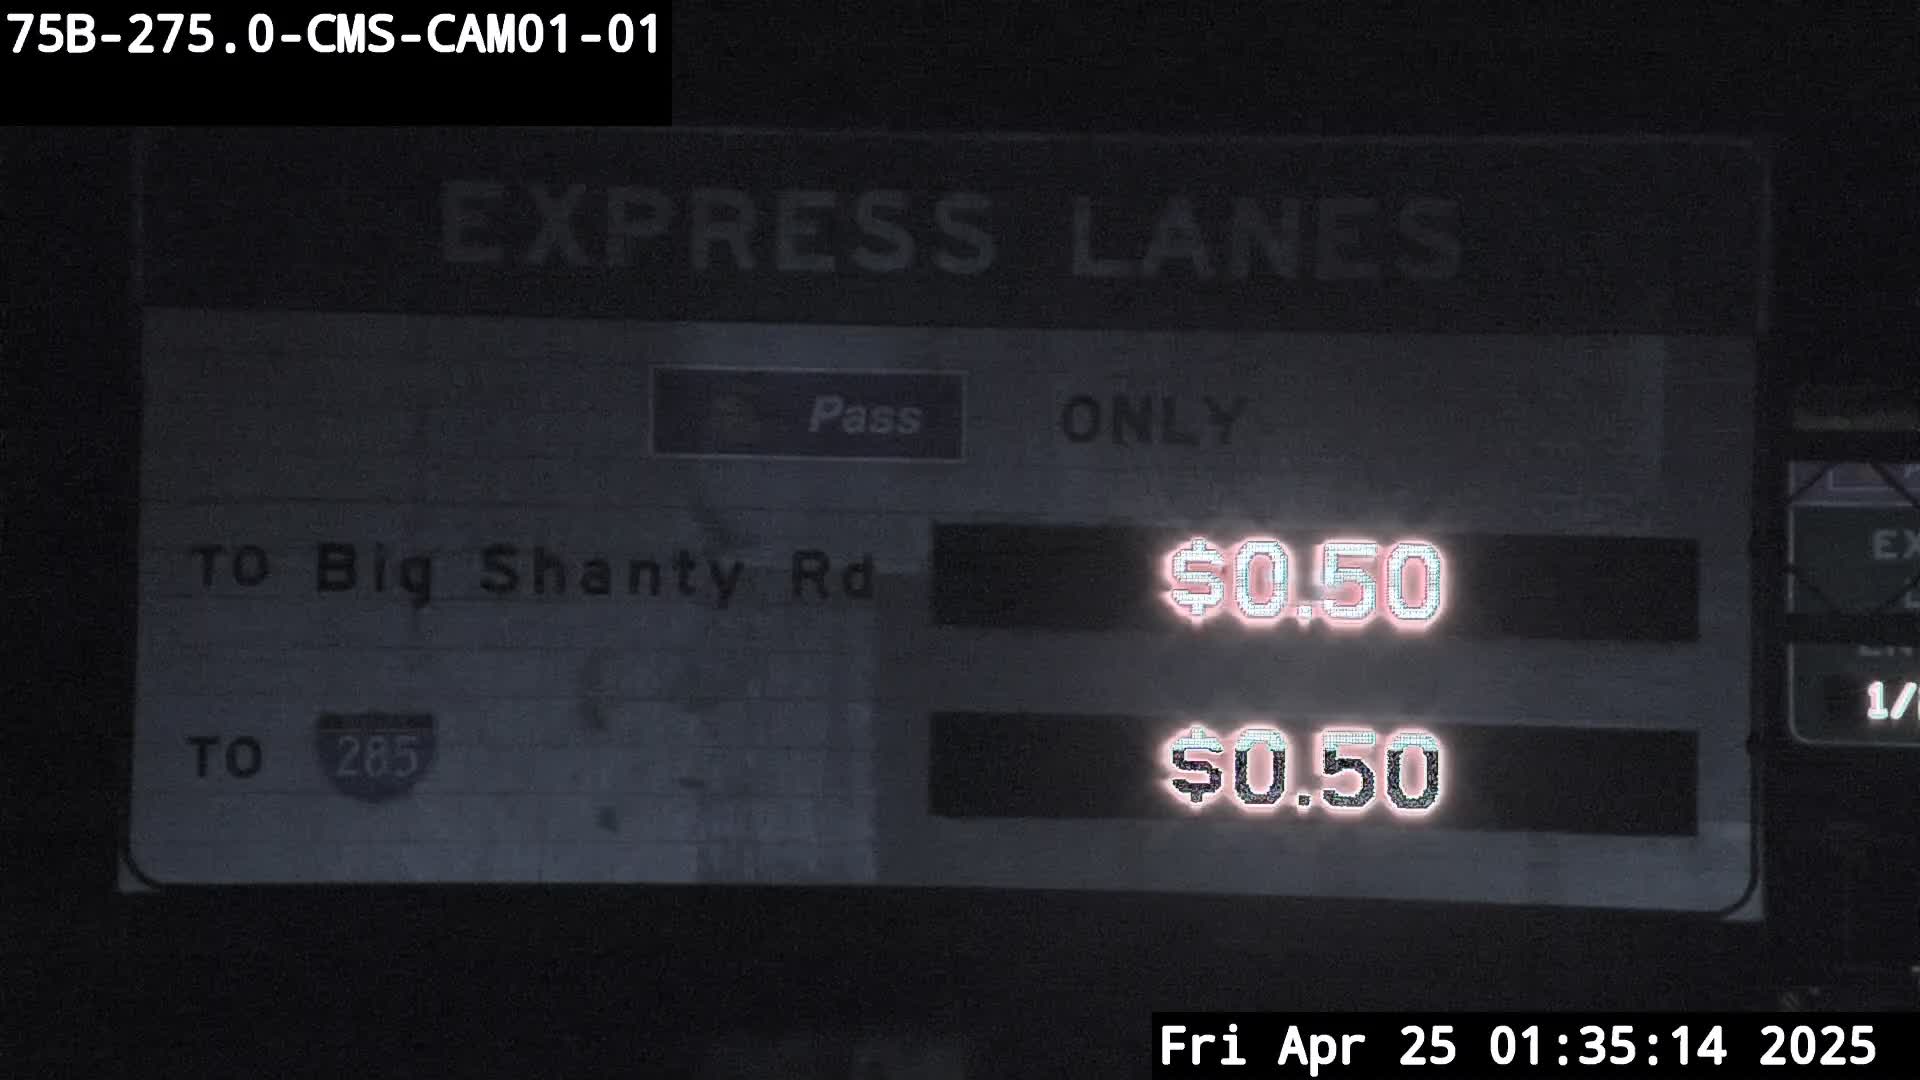 75B-275.0-CMS-CAM01-01
EXPRESS LANES
Pass ONLY
TO Big Shanty Rd $0.50
TO 285 $0.50
1/
Fri Apr 25 01:35:14 2025